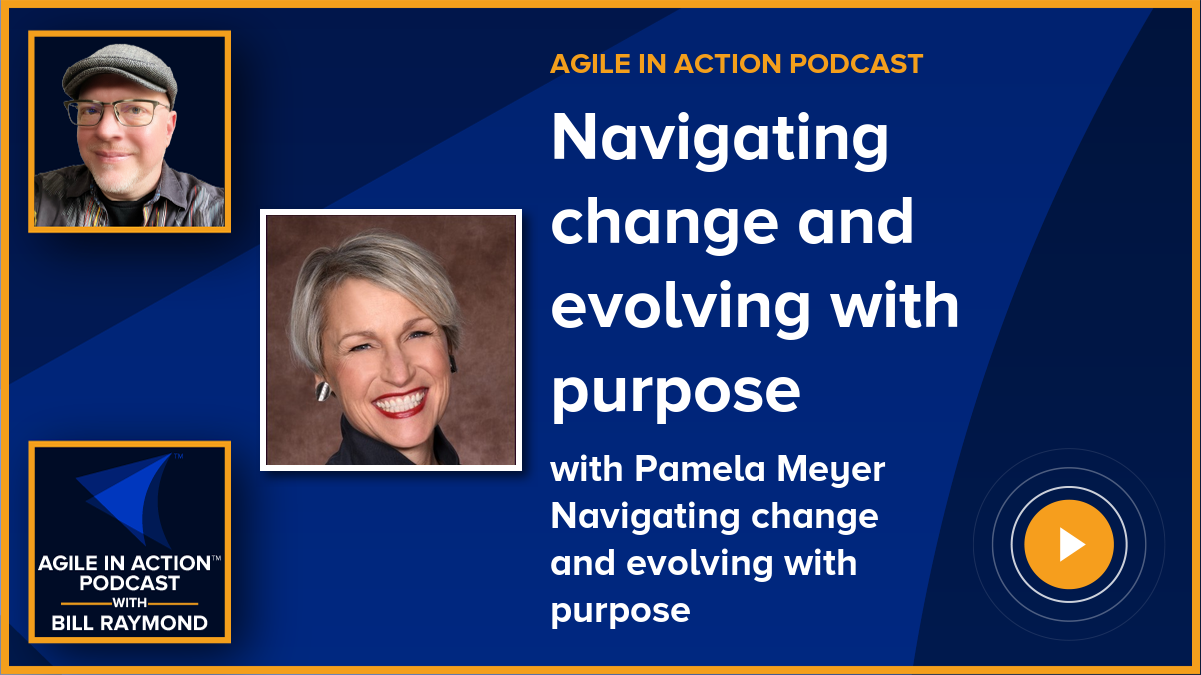 AGILE IN ACTION PODCAST
Navigating
change and
evolving with
purpose
with Pamela Meyer
Navigating change
and evolving with
purpose
™
AGILE IN ACTION™
PODCAST
WITH
BILL RAYMOND